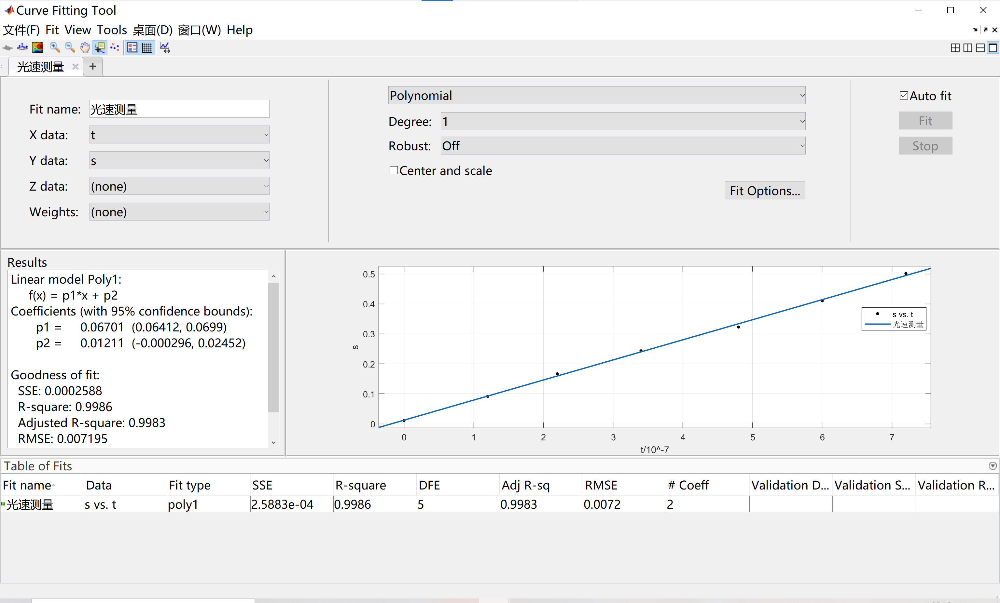 Curve Fitting Tool
文件(F) Fit View Tools 桌面(D) 窗口(W) Help
光速测量
+
Fit name: 光速测量
X data: t
Y data: s
Z data: (none)
Weights: (none)
Polynomial
Degree: 1
Robust: Off
Center and scale
Fit Options...
Auto fit
Fit
Stop
Results
Linear model Poly1:
f(x) = p1*x + p2
Coefficients (with 95% confidence bounds):
p1 = 0.06701 (0.06412, 0.0699)
p2 = 0.01211 (-0.000296, 0.02452)
Goodness of fit:
SSE: 0.0002588
R-square: 0.9986
Adjusted R-square: 0.9983
RMSE: 0.007195
0.5
0.4
0.3
0.2
0.1
0
s
0 1 2 3 4 5 6 7
t/10^-7
s vs. t
光速测量
Table of Fits
Fit name Data Fit type SSE R-square DFE Adj R-sq RMSE # Coeff Validation D... Validation S... Validation R...
光速测量 s vs. t poly1 2.5883e-04 0.9986 5 0.9983 0.0072 2